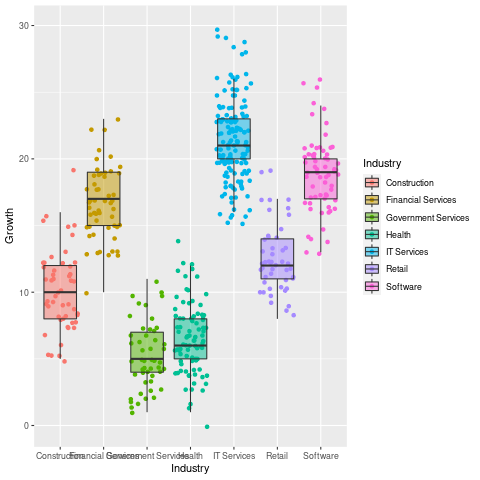 30
20
10
0
Growth
Construction Financial Services Government Services Health IT Services Retail Software
Industry
Industry
Construction
Financial Services
Government Services
Health
IT Services
Retail
Software